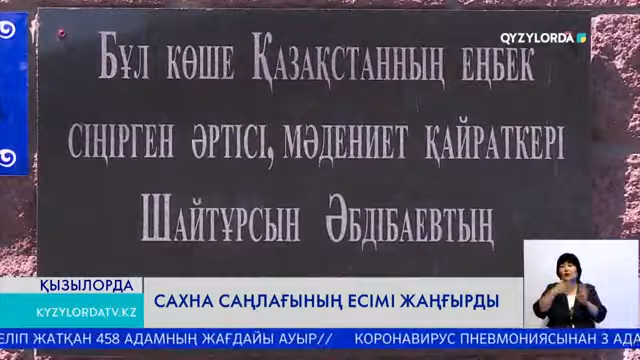 QYZYLORDA
Бұл көше Қазақстанның еңбек
сіңірген әртісі, мәдениет қайраткері
Шайтұрсын Әбдібаевтың
ҚЫЗЫЛОРДА
KYZYLORDATV.KZ
САХНА САҢЛАҒЫНЫҢ ЕСІМІ ЖАҢҒЫРДЫ
ЕЛІП ЖАТҚАН 458 АДАМНЫҢ ЖАҒДАЙЫ АУЫР// КОРОНАВИРУС ПНЕВМОНИЯСЫНАН 3 АДА